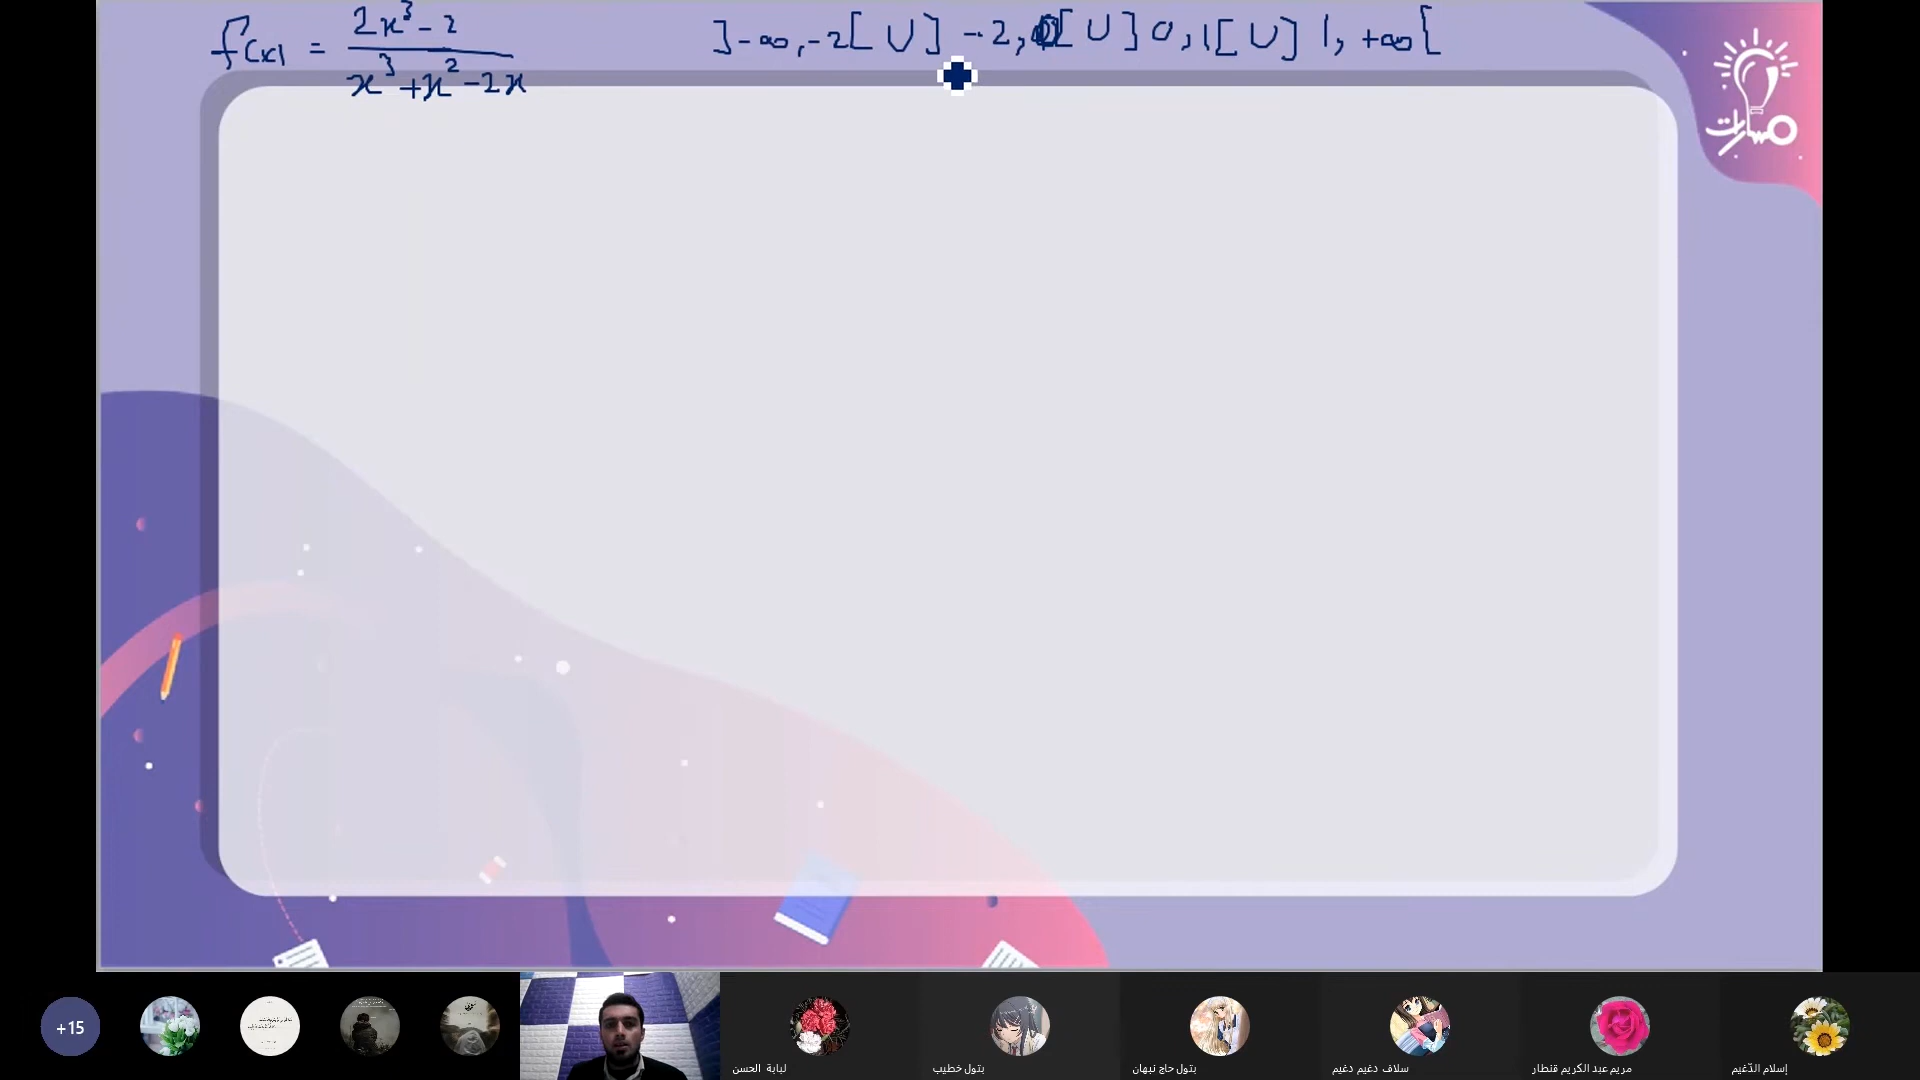 f(x) = (2x³ - 2) / (x³ + x² - 2x)
]-∞, -2[ ∪ ]-2, 0[ ∪ ]0, 1[ ∪ ]1, +∞[
مسارات
+15
لبابة الحسن
بتول خطيب
بتول حاج نبهان
سلاف دغيم دغيم
مريم عبد الكريم قنطار
إسلام الدّغيم